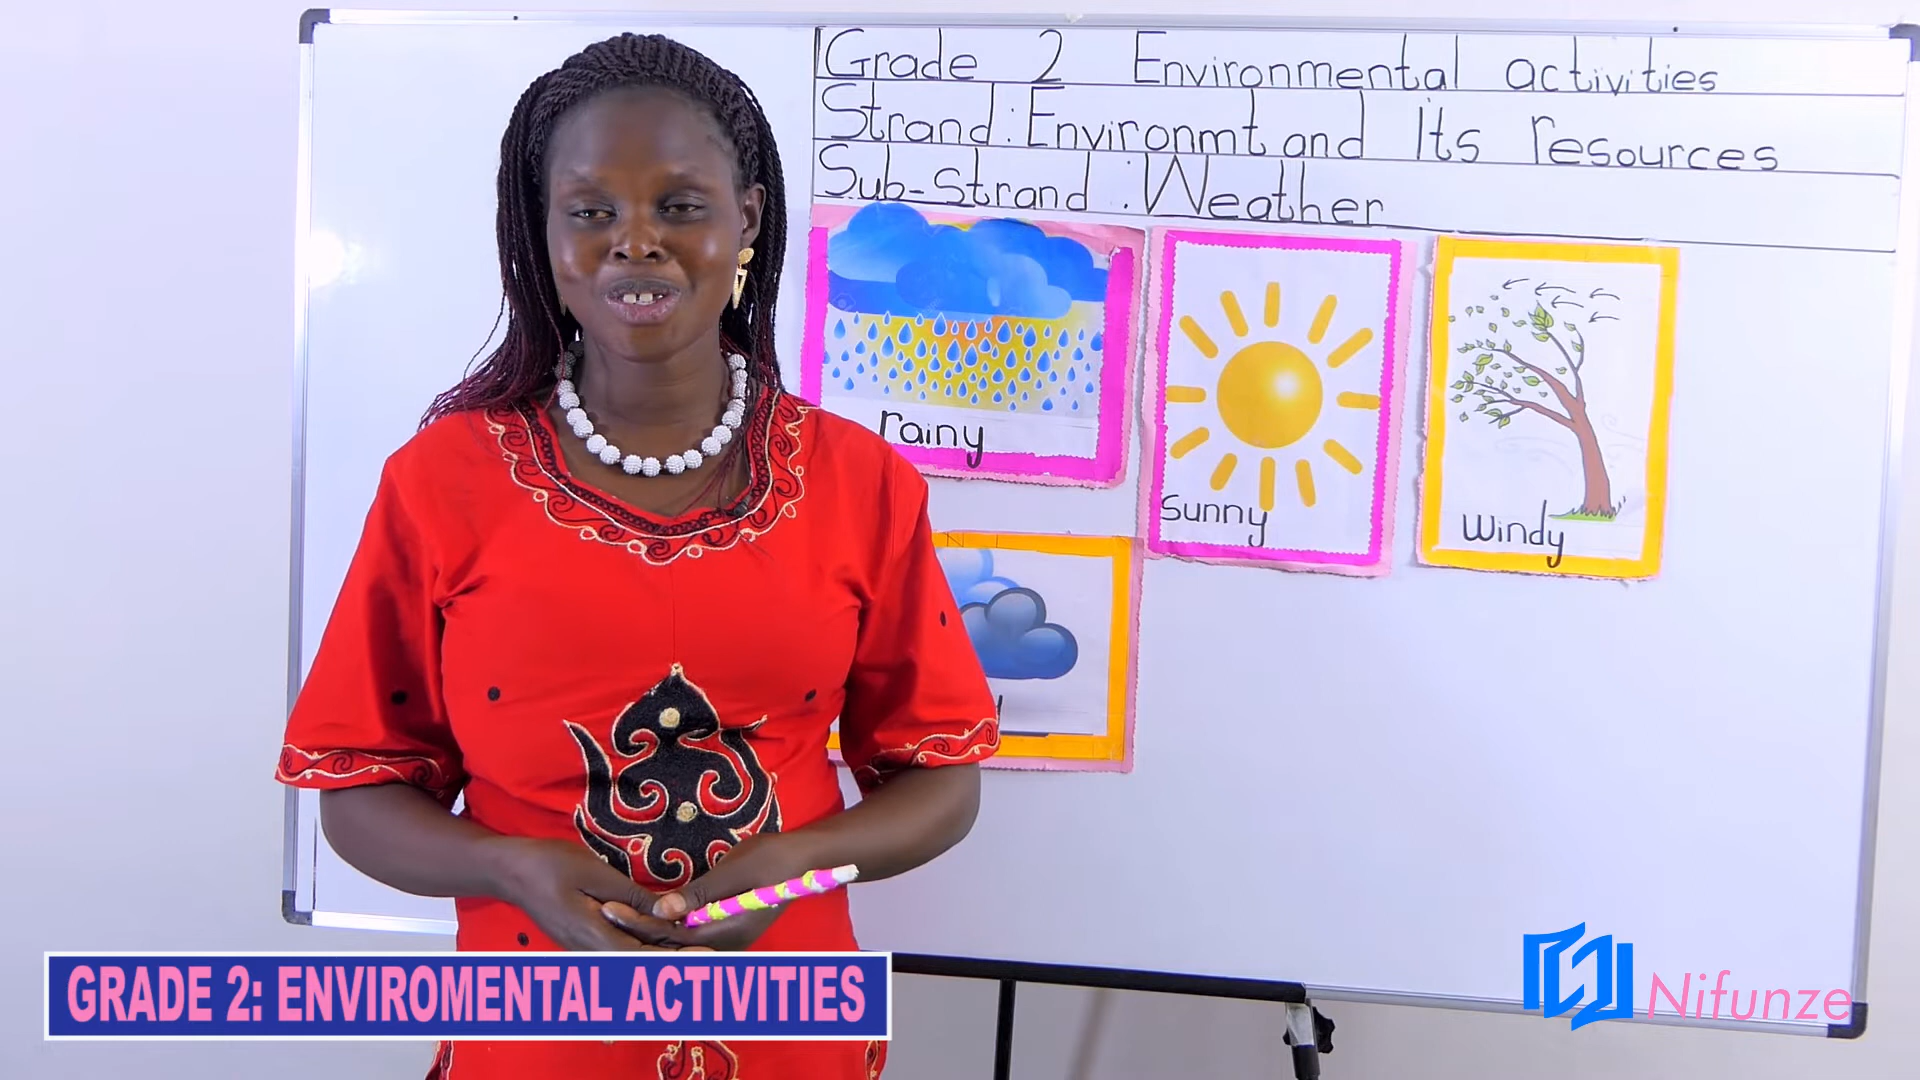 Grade 2 Environmental activities
Strand: Environmt and Its resources
Sub-Strand: Weather
rainy
Sunny
Windy
GRADE 2: ENVIROMENTAL ACTIVITIES
Nifunze